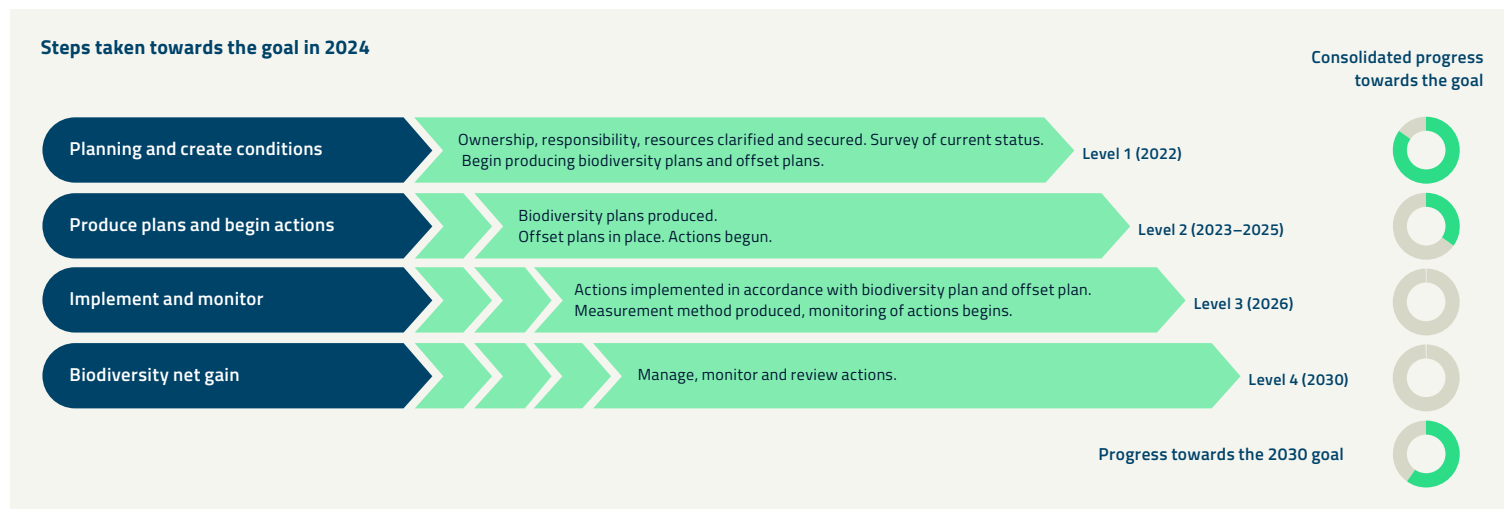 Steps taken towards the goal in 2024
Consolidated progress
towards the goal
Planning and create conditions
Ownership, responsibility, resources clarified and secured. Survey of current status.
Begin producing biodiversity plans and offset plans.
Level 1 (2022)
Produce plans and begin actions
Biodiversity plans produced.
Offset plans in place. Actions begun.
Level 2 (2023–2025)
Implement and monitor
Actions implemented in accordance with biodiversity plan and offset plan.
Measurement method produced, monitoring of actions begins.
Level 3 (2026)
Biodiversity net gain
Manage, monitor and review actions.
Level 4 (2030)
Progress towards the 2030 goal